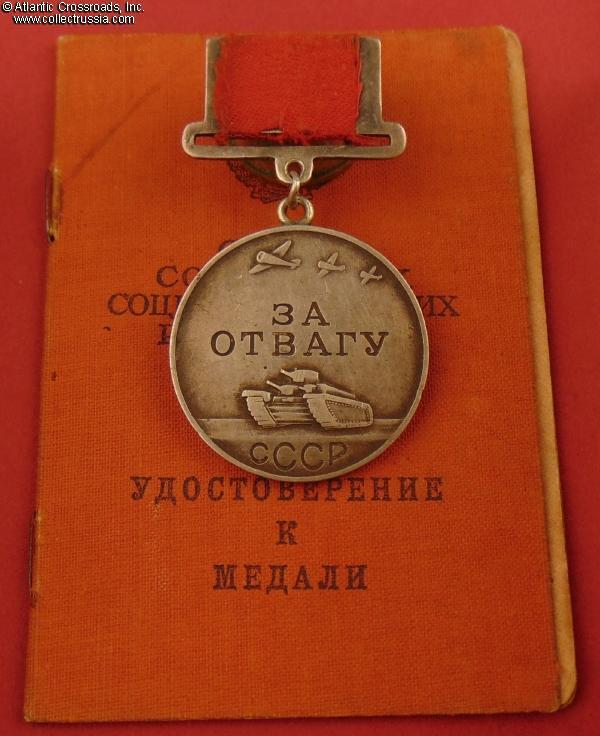 © Atlantic Crossroads, Inc.
www.collectrussia.com
ЗА
ОТВАГУ
СССР
УДОСТОВЕРЕНИЕ
К
МЕДАЛИ